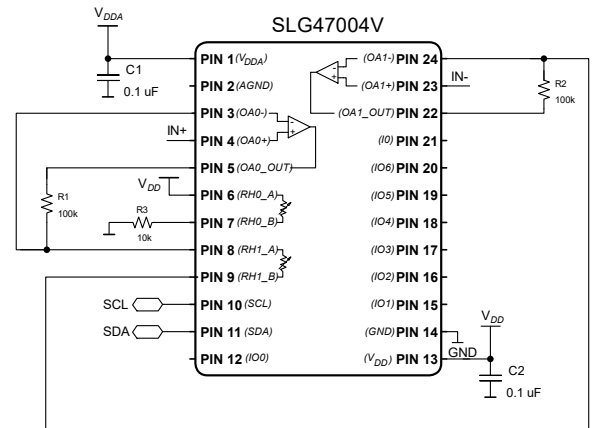 SLG47004V
VDDA
C1
0.1 uF
PIN 1 (VDDA)
PIN 2 (AGND)
PIN 3 (OA0-)
IN+
PIN 4 (OA0+)
PIN 5 (OA0_OUT)
VDD
R1
100k
PIN 6 (RH0_A)
R3
10k
PIN 7 (RH0_B)
PIN 8 (RH1_A)
PIN 9 (RH1_B)
SCL
PIN 10 (SCL)
SDA
PIN 11 (SDA)
PIN 12 (IO0)
(OA1-) PIN 24
(OA1+) PIN 23
IN-
R2
100k
(OA1_OUT) PIN 22
(I0) PIN 21
(IO6) PIN 20
(IO5) PIN 19
(IO4) PIN 18
(IO3) PIN 17
(IO2) PIN 16
(IO1) PIN 15
(GND) PIN 14
GND
VDD
(VDD) PIN 13
C2
0.1 uF